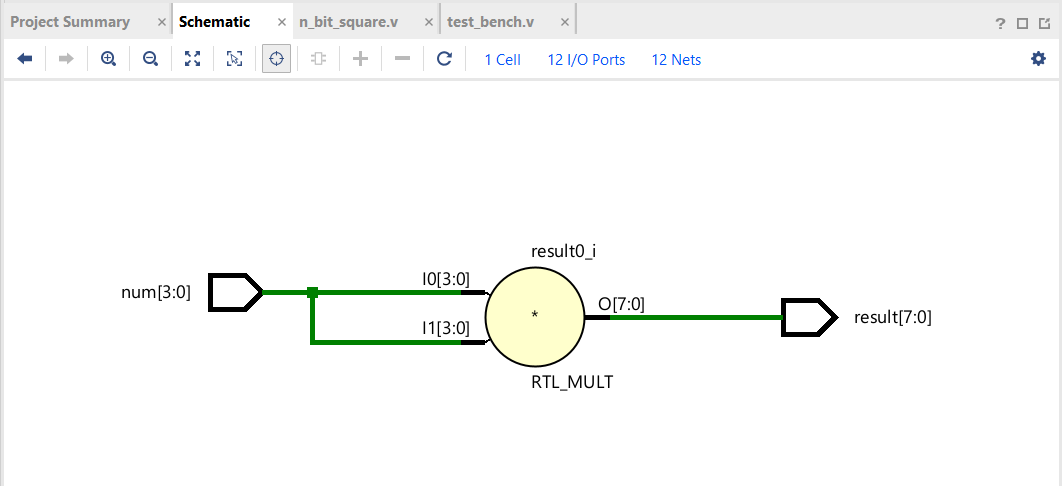 Project Summary × Schematic × n_bit_square.v × test_bench.v ×
? 
1 Cell 12 I/O Ports 12 Nets
result0_i
I0[3:0]
num[3:0]
O[7:0]
*
result[7:0]
I1[3:0]
RTL_MULT